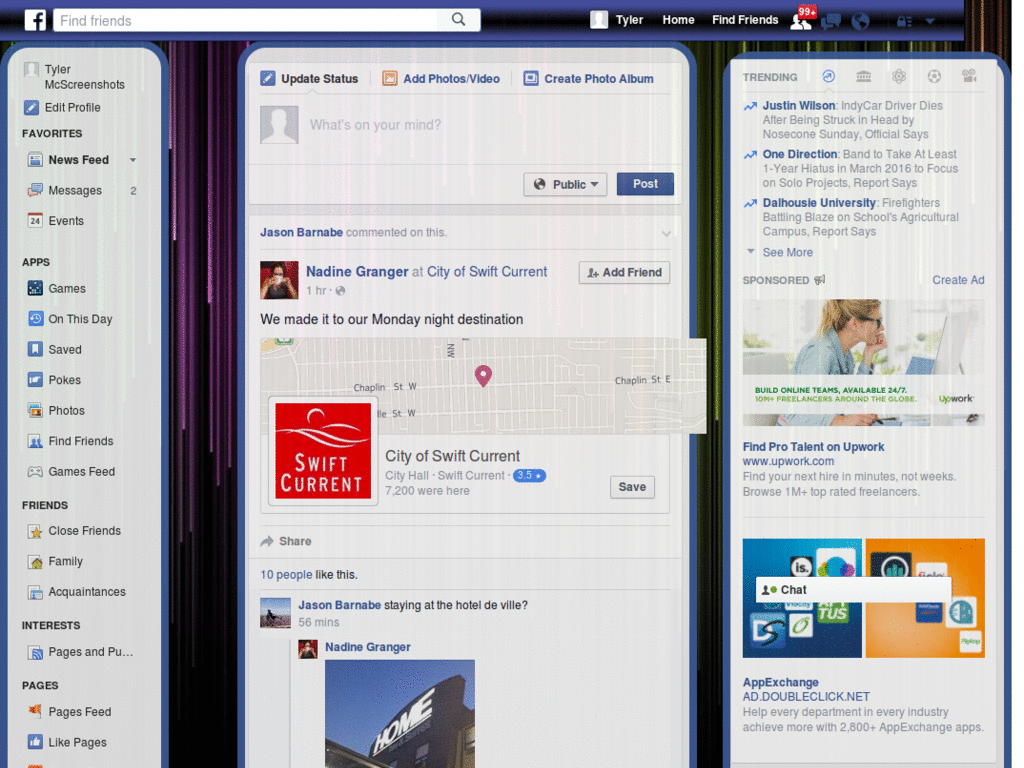 Find friends
Tyler
Home
Find Friends
99+
Tyler
McScreenshots
Edit Profile
FAVORITES
News Feed
Messages 2
24 Events
APPS
Games
On This Day
Saved
Pokes
Photos
Find Friends
Games Feed
FRIENDS
Close Friends
Family
Acquaintances
INTERESTS
Pages and Pu...
PAGES
Pages Feed
Like Pages
Update Status
Add Photos/Video
Create Photo Album
What's on your mind?
Public
Post
Jason Barnabe commented on this.
Nadine Granger at City of Swift Current
1 hr ·
Add Friend
We made it to our Monday night destination
NW
Chaplin St W
Chaplin St E
lle St W
SWIFT
CURRENT
City of Swift Current
City Hall · Swift Current · 3.5 ★
7,200 were here
Save
Share
10 people like this.
Jason Barnabe staying at the hotel de ville?
56 mins
Nadine Granger
HOME
TRENDING
Justin Wilson: IndyCar Driver Dies
After Being Struck in Head by
Nosecone Sunday, Official Says
One Direction: Band to Take At Least
1-Year Hiatus in March 2016 to Focus
on Solo Projects, Report Says
Dalhousie University: Firefighters
Battling Blaze on School's Agricultural
Campus, Report Says
See More
SPONSORED
Create Ad
BUILD ONLINE TEAMS, AVAILABLE 24/7.
10M+ FREELANCERS AROUND THE GLOBE.
Upwork
Find Pro Talent on Upwork
www.upwork.com
Find your next hire in minutes, not weeks.
Browse 1M+ top rated freelancers.
is.
Chat
AppExchange
AD.DOUBLECLICK.NET
Help every department in every industry
achieve more with 2,800+ AppExchange apps.